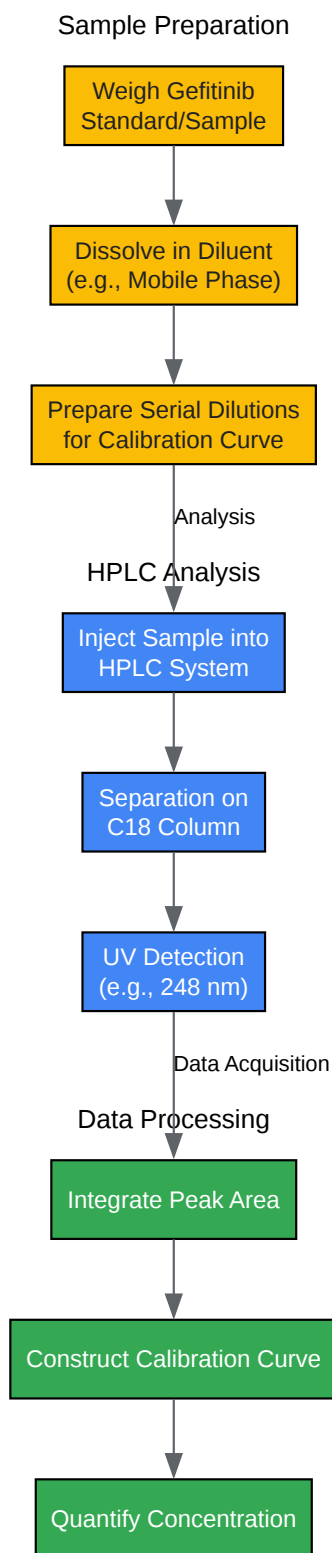 Sample Preparation
Weigh Gefitinib
Standard/Sample
Dissolve in Diluent
(e.g., Mobile Phase)
Prepare Serial Dilutions
for Calibration Curve
Analysis
HPLC Analysis
Inject Sample into
HPLC System
Separation on
C18 Column
UV Detection
(e.g., 248 nm)
Data Acquisition
Data Processing
Integrate Peak Area
Construct Calibration Curve
Quantify Concentration